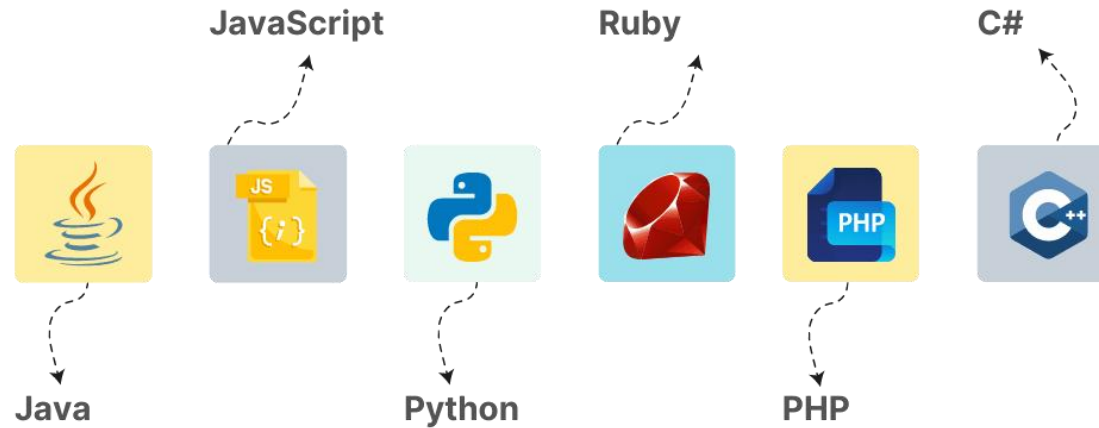 JavaScript
Ruby
C#
JS
{i}
PHP
C++
Java
Python
PHP